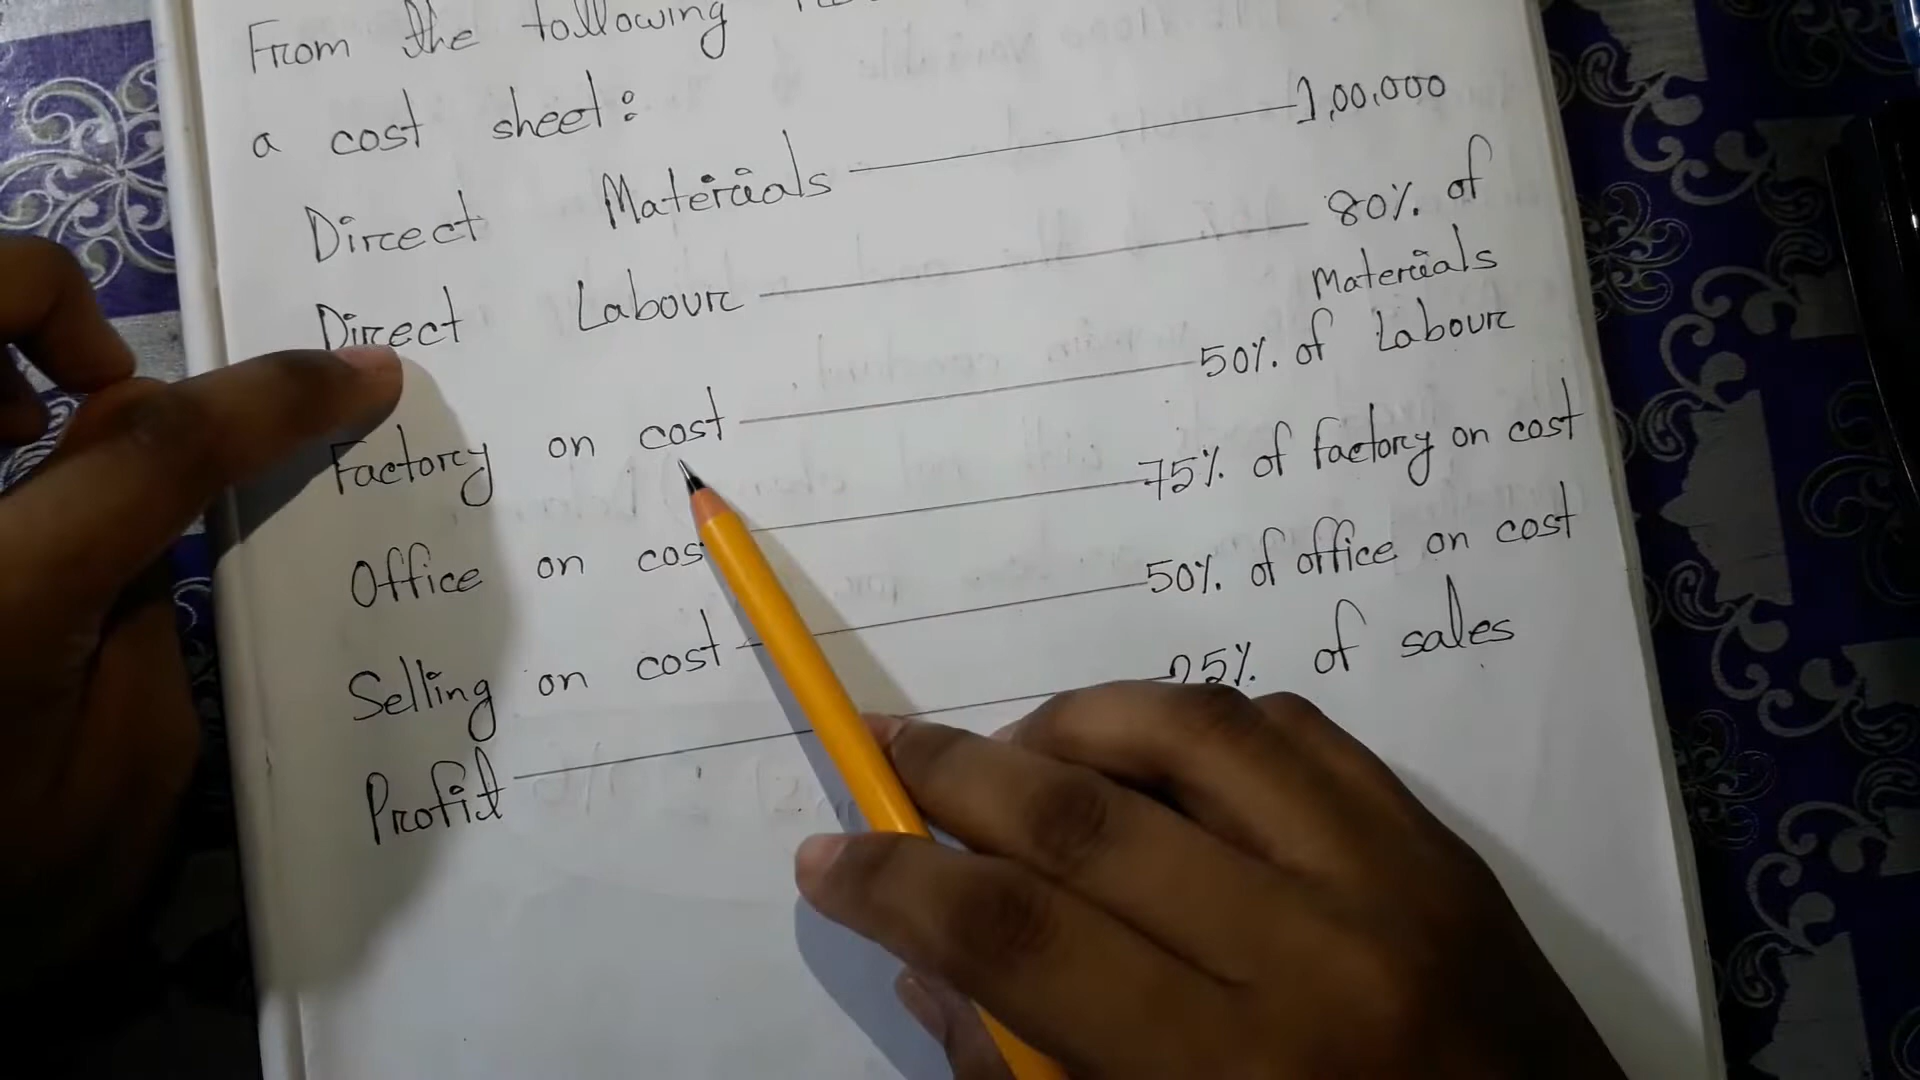 From the following
a cost sheet:
Direct Materials 1,00,000
Direct Labour 80% of
Materials
Factory on cost 50% of Labour
Office on cost 75% of factory on cost
Selling on cost 50% of office on cost
Profit 25% of sales